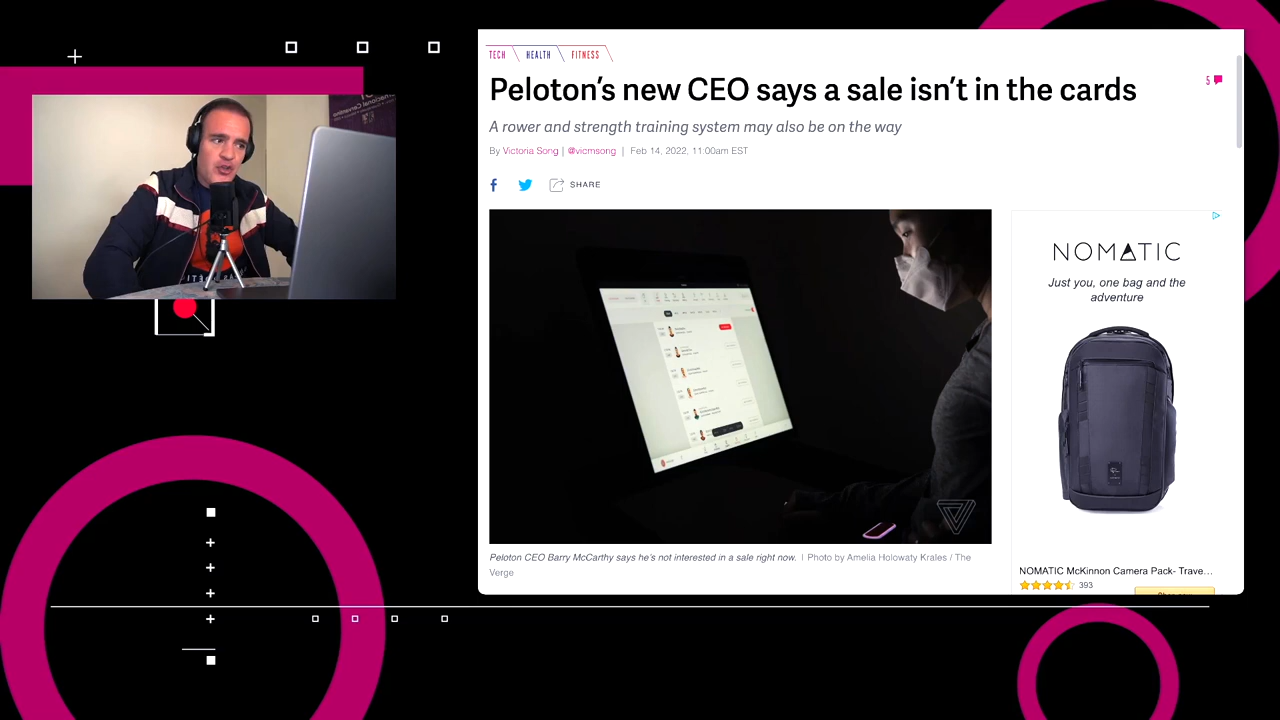 TECH HEALTH FITNESS
Peloton’s new CEO says a sale isn’t in the cards
5
A rower and strength training system may also be on the way
By Victoria Song | @vicmsong | Feb 14, 2022, 11:00am EST
SHARE
NOMATIC
Just you, one bag and the
adventure
Peloton CEO Barry McCarthy says he’s not interested in a sale right now. | Photo by Amelia Holowaty Krales / The
Verge
NOMATIC McKinnon Camera Pack- Trave…
393